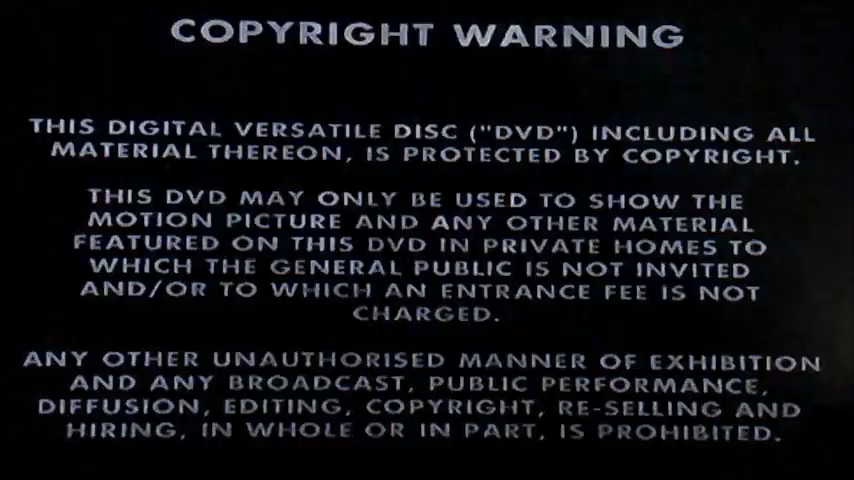 COPYRIGHT WARNING
THIS DIGITAL VERSATILE DISC ("DVD") INCLUDING ALL
MATERIAL THEREON, IS PROTECTED BY COPYRIGHT.
THIS DVD MAY ONLY BE USED TO SHOW THE
MOTION PICTURE AND ANY OTHER MATERIAL
FEATURED ON THIS DVD IN PRIVATE HOMES TO
WHICH THE GENERAL PUBLIC IS NOT INVITED
AND/OR TO WHICH AN ENTRANCE FEE IS NOT
CHARGED.
ANY OTHER UNAUTHORISED MANNER OF EXHIBITION
AND ANY BROADCAST, PUBLIC PERFORMANCE,
DIFFUSION, EDITING, COPYRIGHT, RE-SELLING AND
HIRING, IN WHOLE OR IN PART, IS PROHIBITED.